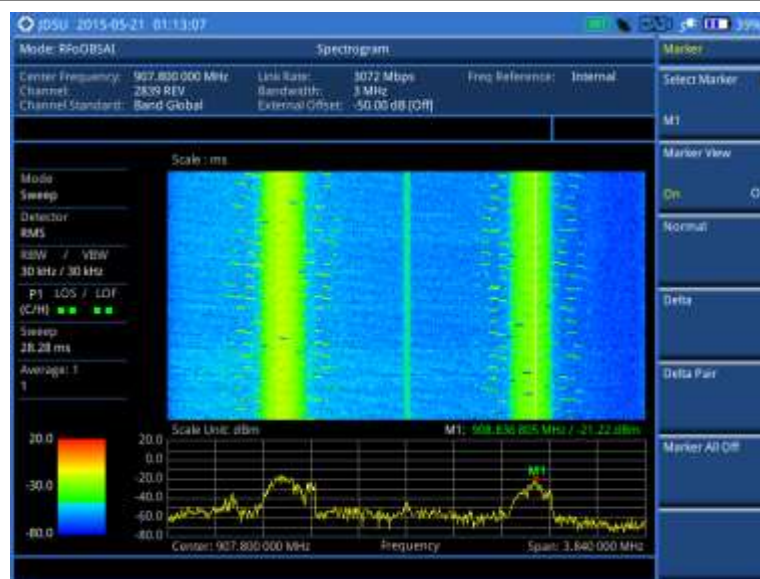 JDSU 2015-05-21 01:13:07
39%
Mode: RFoOBSAI
Spectrogram
Marker
Center Frequency: 907.800 000 MHz
Link Rate: 3072 Mbps
Freq Reference: Internal
Channel: 2839 REV
Bandwidth: 3 MHz
Channel Standard: Band Global
External Offset: -50.00 dB [Off]
Select Marker
M1
Marker View
On
Normal
Delta
Delta Pair
Marker All Off
Scale : ms
Mode
Sweep
Detector
RMS
RBW / VBW
30 kHz / 30 kHz
P1 LOS / LOF
(C/H)
Sweep
28.28 ms
Average: 1
1
Scale Unit: dBm
M1: 908.836 805 MHz / -21.22 dBm
20.0
-30.0
-80.0
20.0
0.0
-20.0
-40.0
-60.0
-80.0
M1
Center: 907.800 000 MHz
Frequency
Span: 3.840 000 MHz